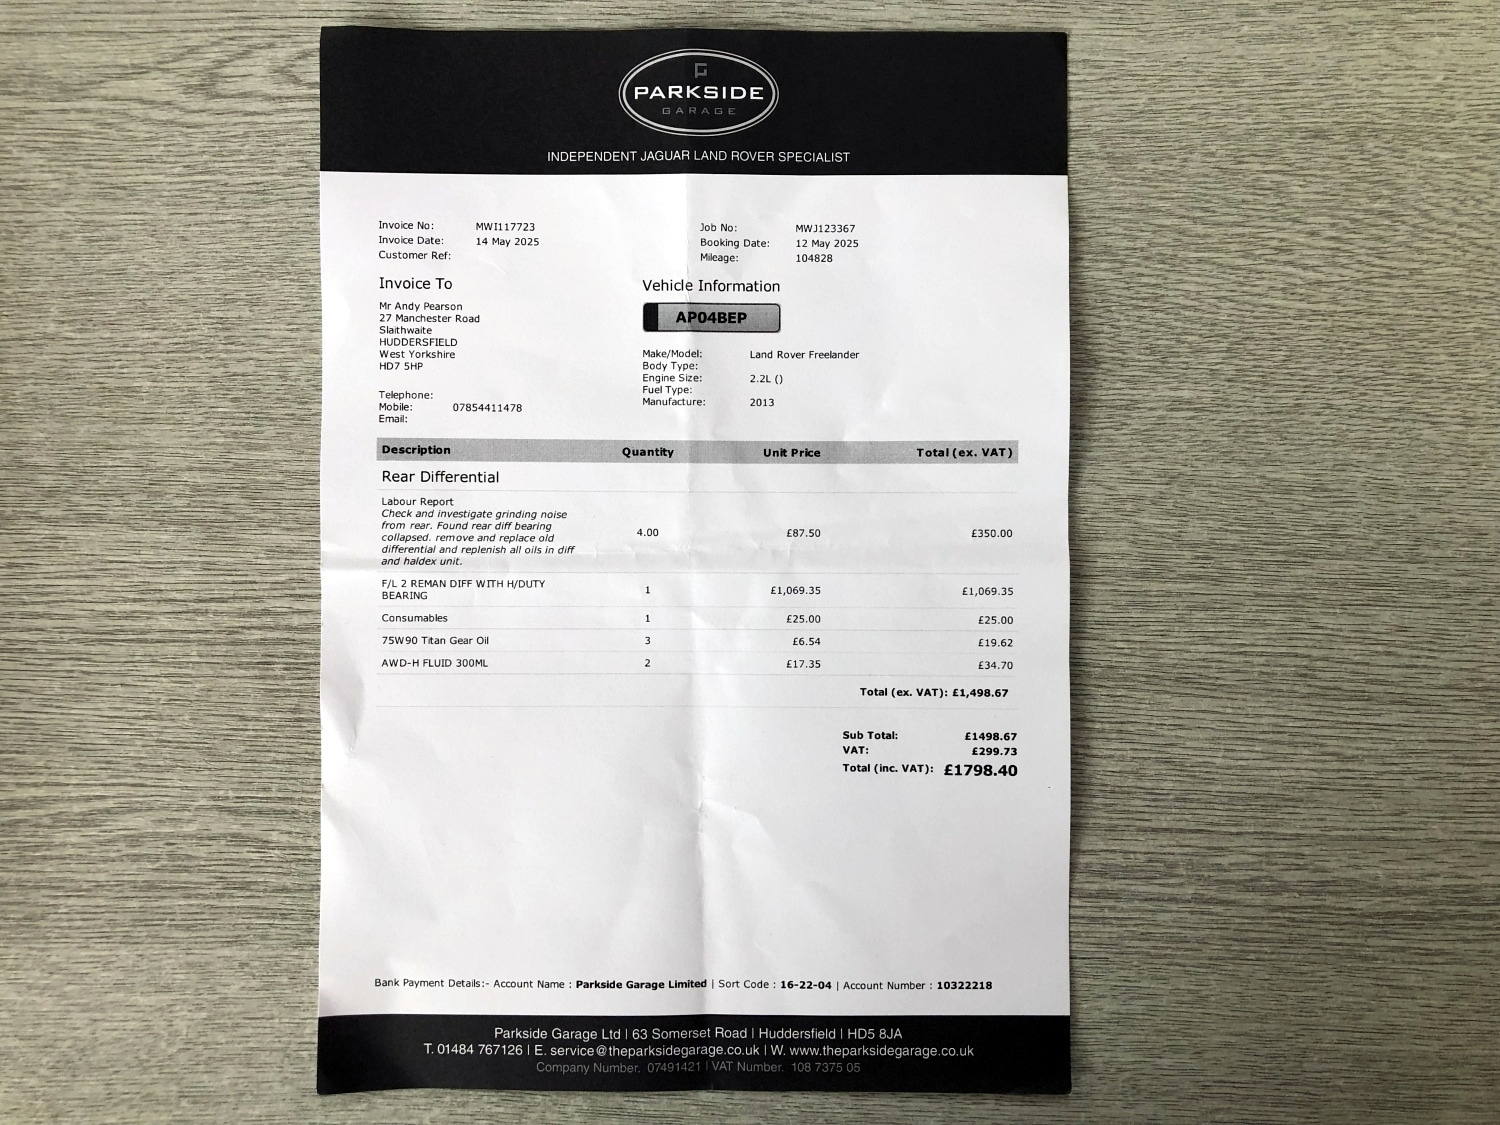 PARKSIDE
GARAGE
INDEPENDENT JAGUAR LAND ROVER SPECIALIST
Invoice No: MWI117723
Invoice Date: 14 May 2025
Customer Ref:
Job No: MWJ123367
Booking Date: 12 May 2025
Mileage: 104828
Invoice To
Mr Andy Pearson
27 Manchester Road
Slaithwaite
HUDDERSFIELD
West Yorkshire
HD7 5HP
Telephone:
Mobile: 07854411478
Email:
Vehicle Information
AP04BEP
Make/Model: Land Rover Freelander
Body Type:
Engine Size: 2.2L ()
Fuel Type:
Manufacture: 2013
Description Quantity Unit Price Total (ex. VAT)
Rear Differential
Labour Report
Check and investigate grinding noise
from rear. Found rear diff bearing
collapsed. remove and replace old 4.00 £87.50 £350.00
differential and replenish all oils in diff
and haldex unit.
F/L 2 REMAN DIFF WITH H/DUTY
BEARING 1 £1,069.35 £1,069.35
Consumables 1 £25.00 £25.00
75W90 Titan Gear Oil 3 £6.54 £19.62
AWD-H FLUID 300ML 2 £17.35 £34.70
Total (ex. VAT): £1,498.67
Sub Total: £1498.67
VAT: £299.73
Total (inc. VAT): £1798.40
Bank Payment Details:- Account Name : Parkside Garage Limited | Sort Code : 16-22-04 | Account Number : 10322218
Parkside Garage Ltd | 63 Somerset Road | Huddersfield | HD5 8JA
T. 01484 767126 | E. service@theparksidegarage.co.uk | W. www.theparksidegarage.co.uk
Company Number. 07491421 | VAT Number. 108 7375 05